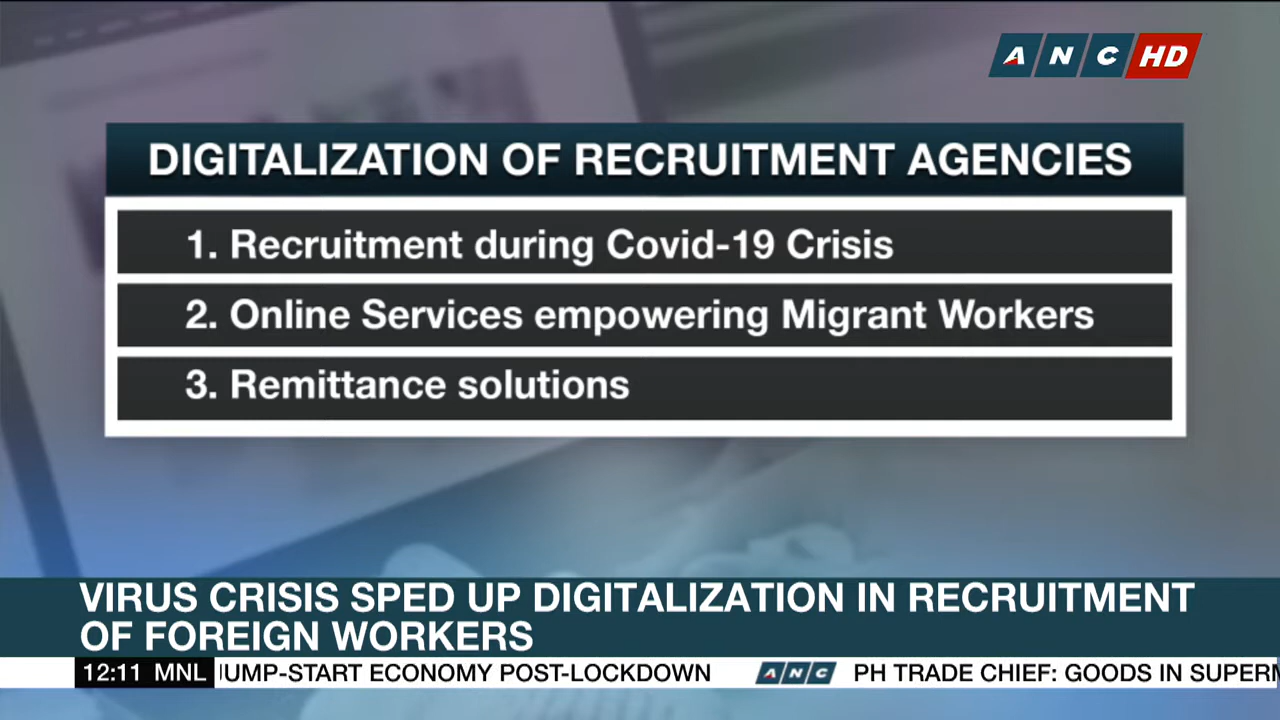 ANC HD
DIGITALIZATION OF RECRUITMENT AGENCIES
1. Recruitment during Covid-19 Crisis
2. Online Services empowering Migrant Workers
3. Remittance solutions
VIRUS CRISIS SPED UP DIGITALIZATION IN RECRUITMENT
OF FOREIGN WORKERS
12:11 MNL UMP-START ECONOMY POST-LOCKDOWN ANC PH TRADE CHIEF: GOODS IN